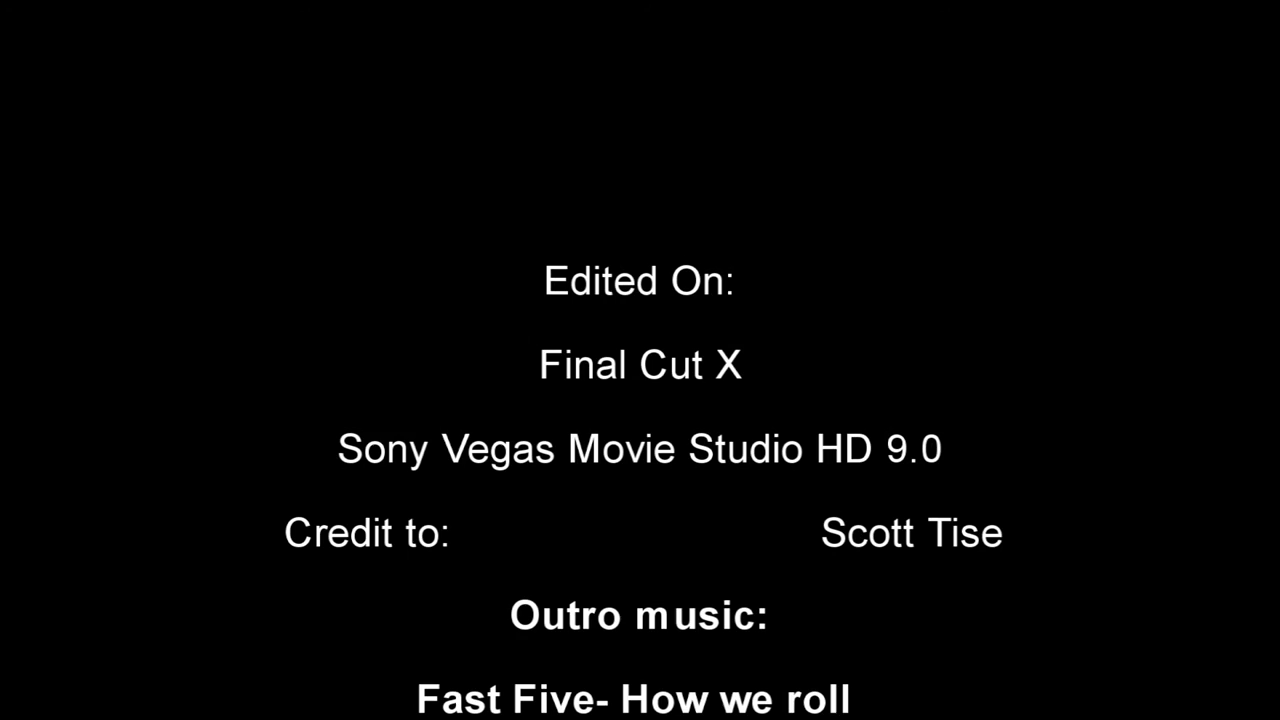 Edited On:
Final Cut X
Sony Vegas Movie Studio HD 9.0
Credit to: Scott Tise
Outro music:
Fast Five- How we roll